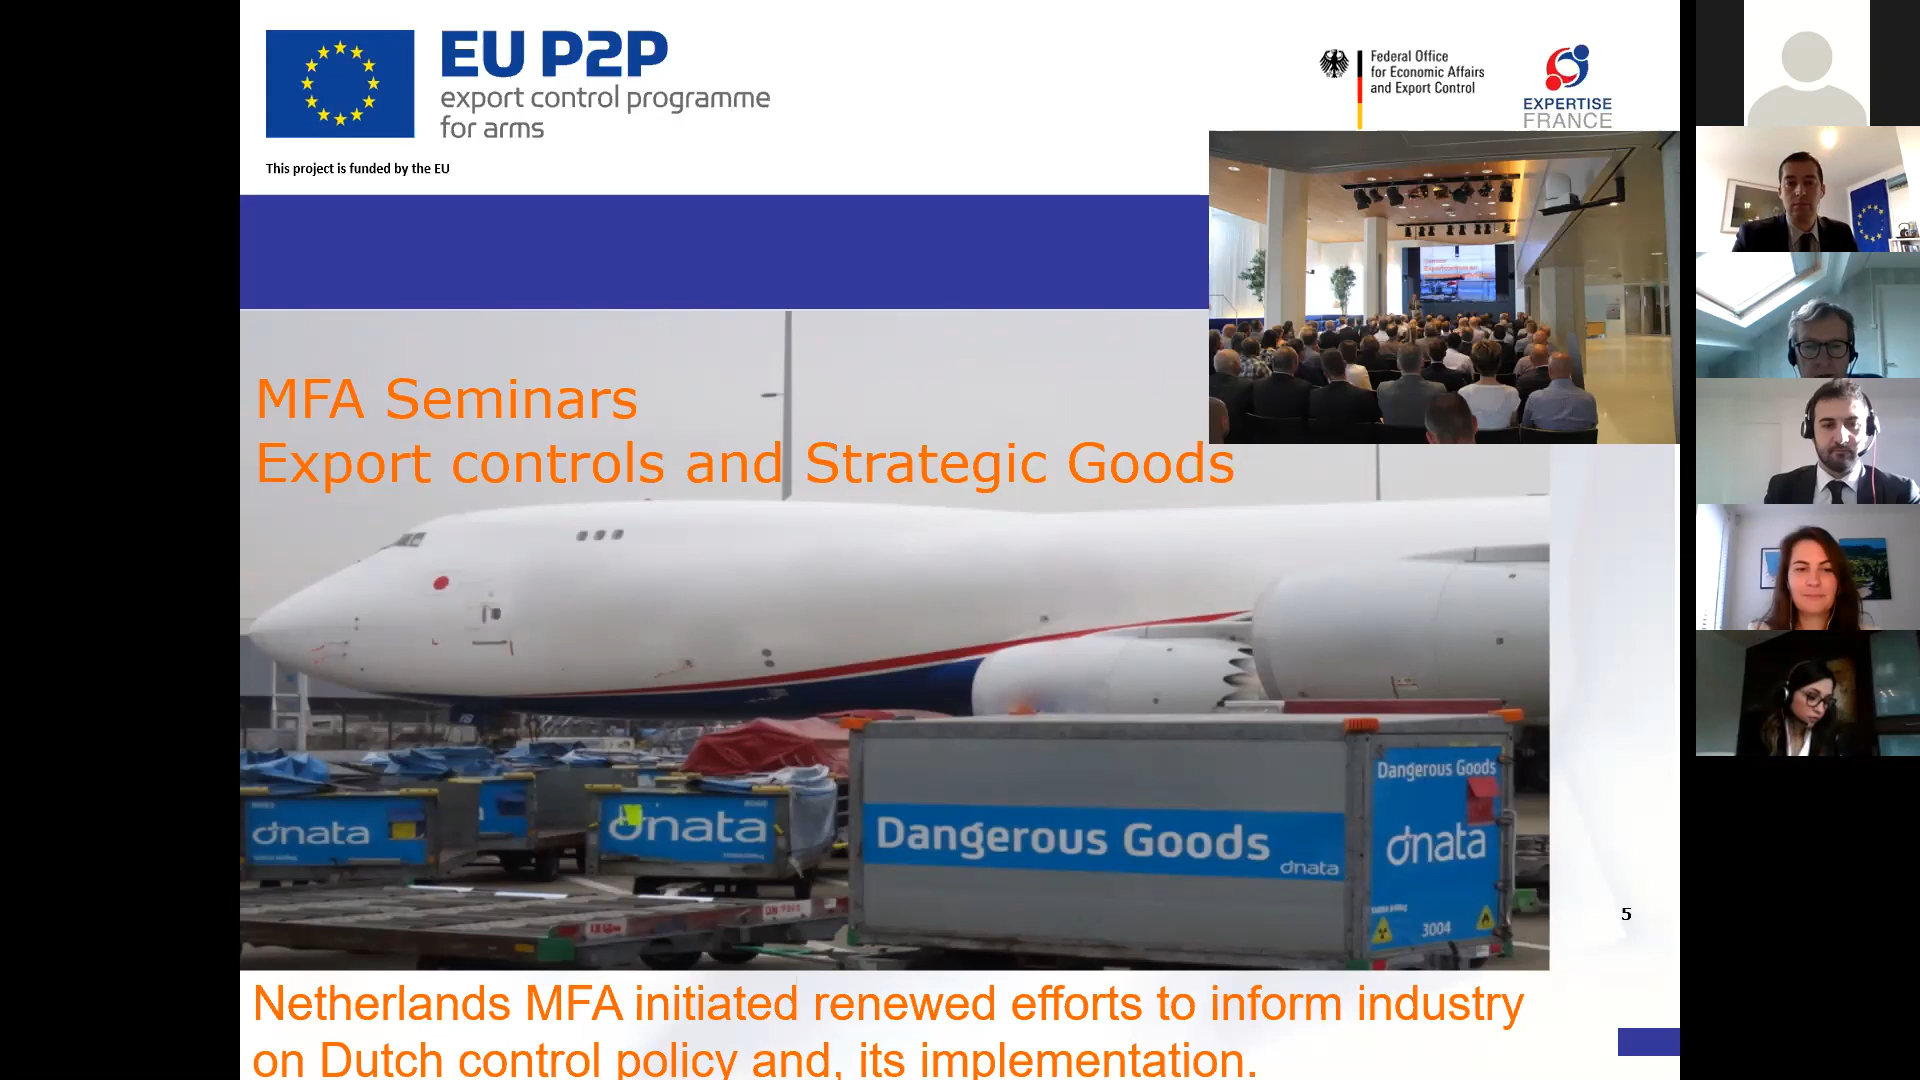 EU P2P
export control programme
for arms
This project is funded by the EU
Federal Office
for Economic Affairs
and Export Control
EXPERTISE
FRANCE
MFA Seminars
Export controls and Strategic Goods
dnata
dnata
Dangerous Goods
dnata
Dangerous Goods
dnata
3004
5
Netherlands MFA initiated renewed efforts to inform industry
on Dutch control policy and, its implementation.